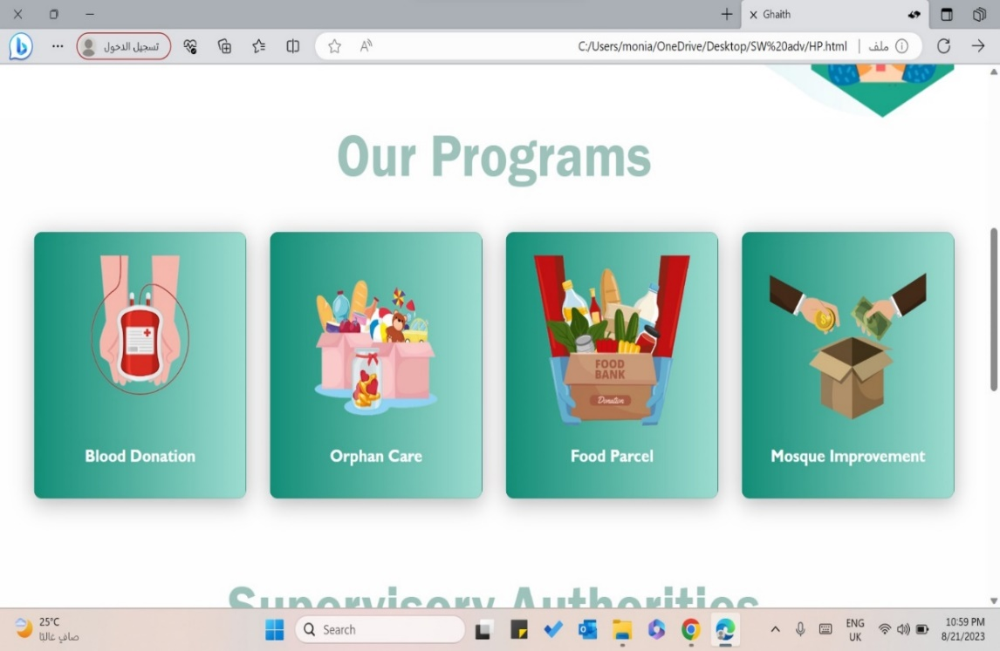 Ghaith
تسجيل الدخول
C:/Users/monia/OneDrive/Desktop/SW%20adv/HP.html
ملف
Our Programs
FOOD
BANK
Donation
Blood Donation
Orphan Care
Food Parcel
Mosque Improvement
Supervisory Authorities
25°C
صافٍ غالبًا
Search
ENG
UK
10:59 PM
8/21/2023